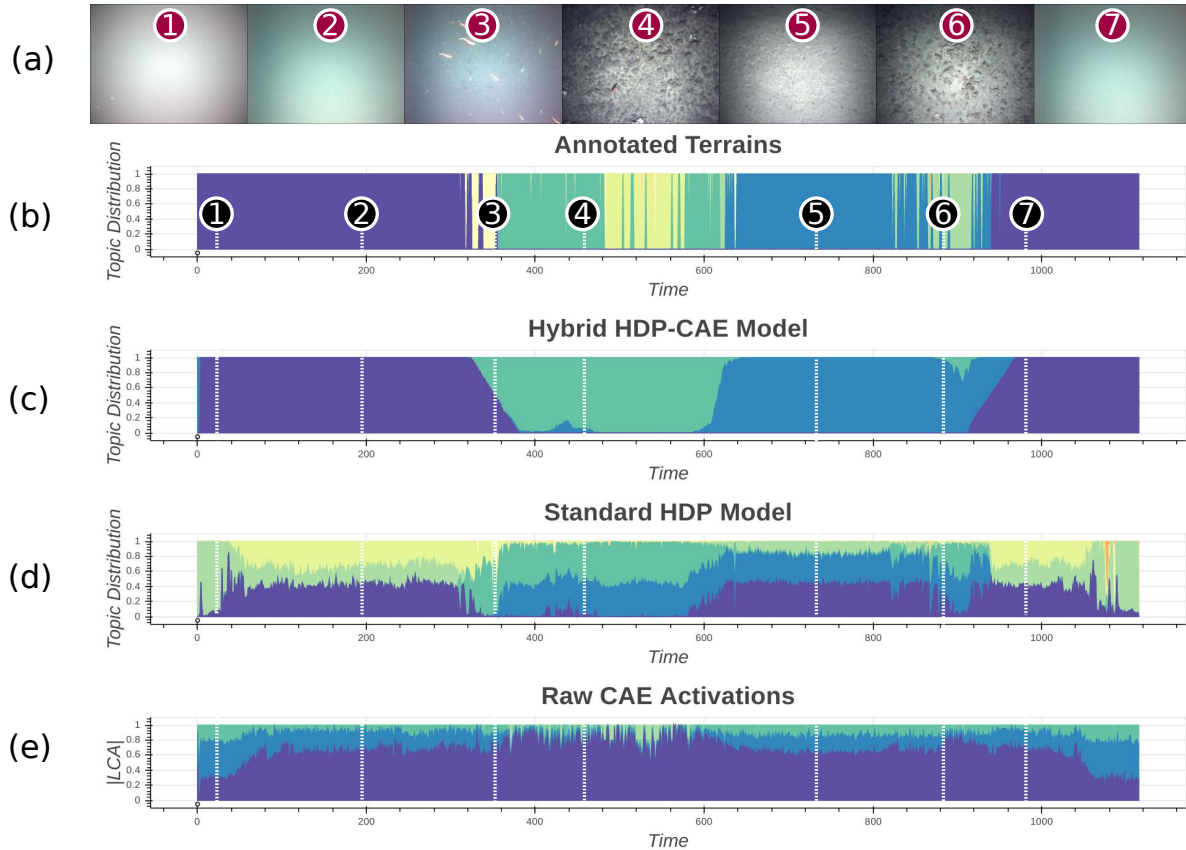 (a)
1 2 3 4 5 6 7
Annotated Terrains
(b)
Topic Distribution
1
0.8
0.6
0.4
0.2
0
1 2 3 4 5 6 7
0 200 400 600 800 1000
Time
Hybrid HDP-CAE Model
(c)
Topic Distribution
1
0.8
0.6
0.4
0.2
0
0 200 400 600 800 1000
Time
Standard HDP Model
(d)
Topic Distribution
1
0.8
0.6
0.4
0.2
0
0 200 400 600 800 1000
Time
Raw CAE Activations
(e)
|LCA|
1
0.8
0.6
0.4
0.2
0
0 200 400 600 800 1000
Time